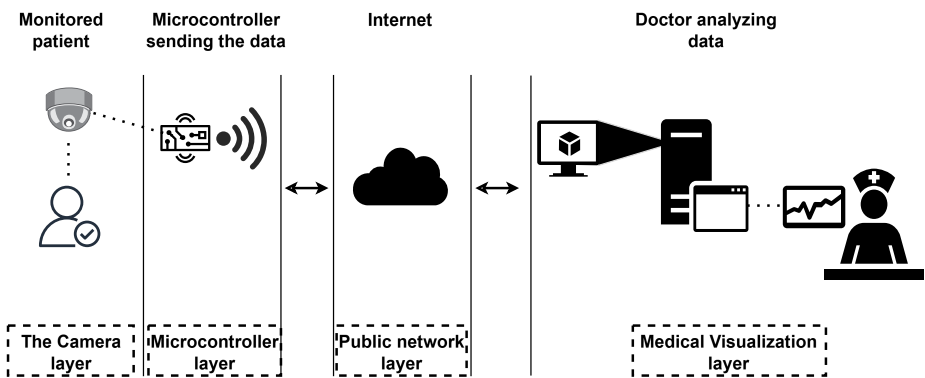 Monitored
patient
Microcontroller
sending the data
Internet
Doctor analyzing
data
The Camera
layer
Microcontroller
layer
Public network
layer
Medical Visualization
layer